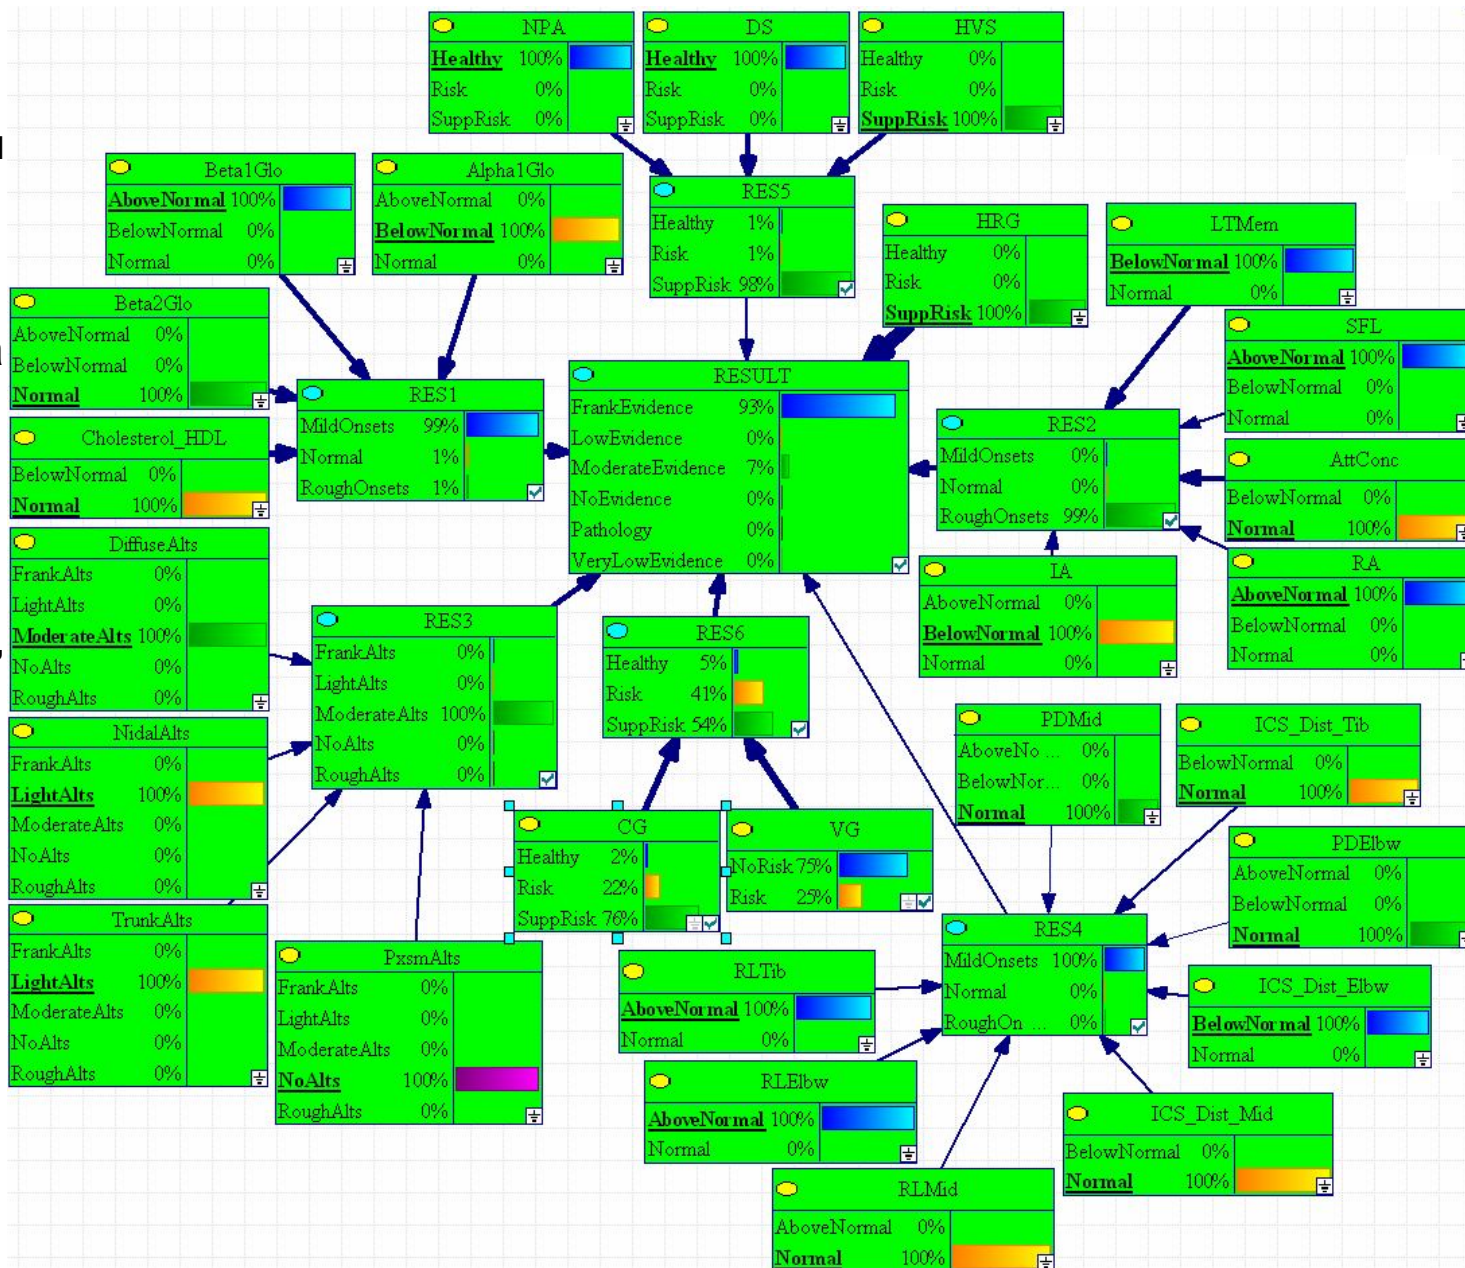 NPA
Healthy 100%
Risk 0%
SuppRisk 0%
DS
Healthy 100%
Risk 0%
SuppRisk 0%
HVS
Healthy 0%
Risk 0%
SuppRisk 100%
Beta1Glo
AboveNormal 100%
BelowNormal 0%
Normal 0%
Alpha1Glo
AboveNormal 0%
BelowNormal 100%
Normal 0%
RES5
Healthy 1%
Risk 1%
SuppRisk 98%
HRG
Healthy 0%
Risk 0%
SuppRisk 100%
LTMem
BelowNormal 100%
Normal 0%
Beta2Glo
AboveNormal 0%
BelowNormal 0%
Normal 100%
SFL
AboveNormal 100%
BelowNormal 0%
Normal 0%
RES1
MildOnsets 99%
Normal 1%
RoughOnsets 1%
RESULT
FrankEvidence 93%
LowEvidence 0%
ModerateEvidence 7%
NoEvidence 0%
Pathology 0%
VeryLowEvidence 0%
RES2
MildOnsets 0%
Normal 0%
RoughOnsets 99%
Cholesterol_HDL
BelowNormal 0%
Normal 100%
AttConc
BelowNormal 0%
Normal 100%
DiffuseAlts
FrankAlts 0%
LightAlts 0%
ModerateAlts 100%
NoAlts 0%
RoughAlts 0%
IA
AboveNormal 0%
BelowNormal 100%
Normal 0%
RA
AboveNormal 100%
BelowNormal 0%
Normal 0%
RES3
FrankAlts 0%
LightAlts 0%
ModerateAlts 100%
NoAlts 0%
RoughAlts 0%
RES6
Healthy 5%
Risk 41%
SuppRisk 54%
NidalAlts
FrankAlts 0%
LightAlts 100%
ModerateAlts 0%
NoAlts 0%
RoughAlts 0%
PDMid
AboveNo ... 0%
BelowNor... 0%
Normal 100%
ICS_Dist_Tib
BelowNormal 0%
Normal 100%
CG
Healthy 2%
Risk 22%
SuppRisk 76%
VG
NoRisk 75%
Risk 25%
PDElbw
AboveNormal 0%
BelowNormal 0%
Normal 100%
TrunkAlts
FrankAlts 0%
LightAlts 100%
ModerateAlts 0%
NoAlts 0%
RoughAlts 0%
PxsmAlts
FrankAlts 0%
LightAlts 0%
ModerateAlts 0%
NoAlts 100%
RoughAlts 0%
RLTib
AboveNormal 100%
Normal 0%
RES4
MildOnsets 100%
Normal 0%
RoughOn ... 0%
ICS_Dist_Elbw
BelowNormal 100%
Normal 0%
RLElbw
AboveNormal 100%
Normal 0%
ICS_Dist_Mid
BelowNormal 0%
Normal 100%
RLMid
AboveNormal 0%
Normal 100%